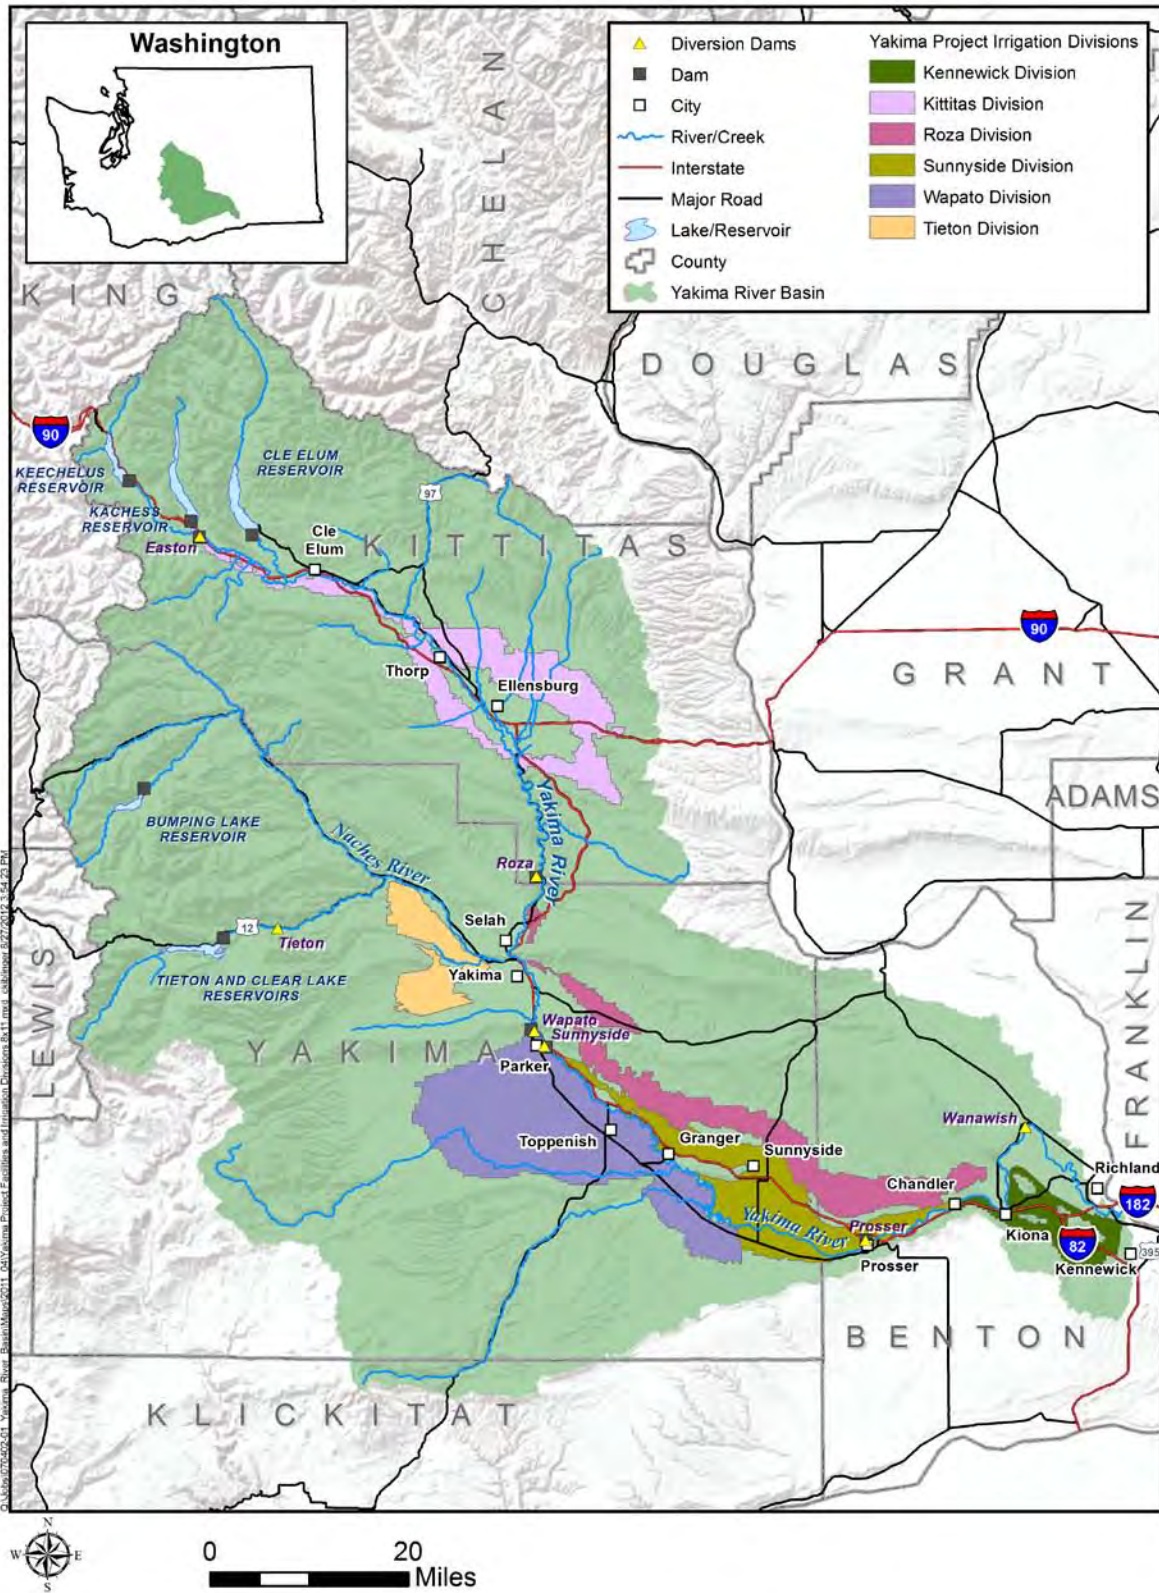 Washington
Diversion Dams
Dam
City
River/Creek
Interstate
Major Road
Lake/Reservoir
County
Yakima River Basin
Yakima Project Irrigation Divisions
Kennewick Division
Kittitas Division
Roza Division
Sunnyside Division
Wapato Division
Tieton Division
KING
CHELAN
DOUGLAS
90
KEECHELUS
RESERVOIR
CLE ELUM
RESERVOIR
KACHESS
RESERVOIR
97
Easton
Cle
Elum
KITTITAS
90
GRANT
Thorp
Ellensburg
ADAMS
BUMPING LAKE
RESERVOIR
Yakima River
Naches River
Roza
Selah
12
Tieton
Yakima
TIETON AND CLEAR LAKE
RESERVOIRS
LEWIS
FRANKLIN
YAKIMA
Wapato
Sunnyside
Parker
Wanawish
Toppenish
Granger
Sunnyside
Richland
Chandler
182
Yakima River
Prosser
Kiona
82
395
Prosser
Kennewick
BENTON
KLICKITAT
N
W
E
S
0
20
Miles